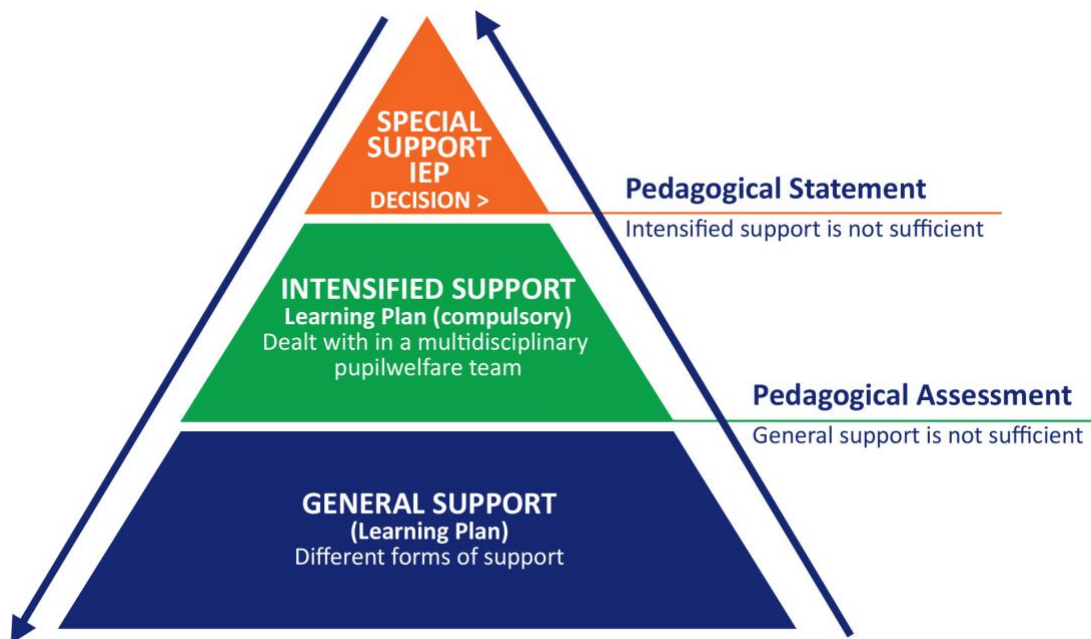 SPECIAL
SUPPORT
IEP
DECISION >
Pedagogical Statement
Intensified support is not sufficient
INTENSIFIED SUPPORT
Learning Plan (compulsory)
Dealt with in a multidisciplinary
pupilwelfare team
Pedagogical Assessment
General support is not sufficient
GENERAL SUPPORT
(Learning Plan)
Different forms of support